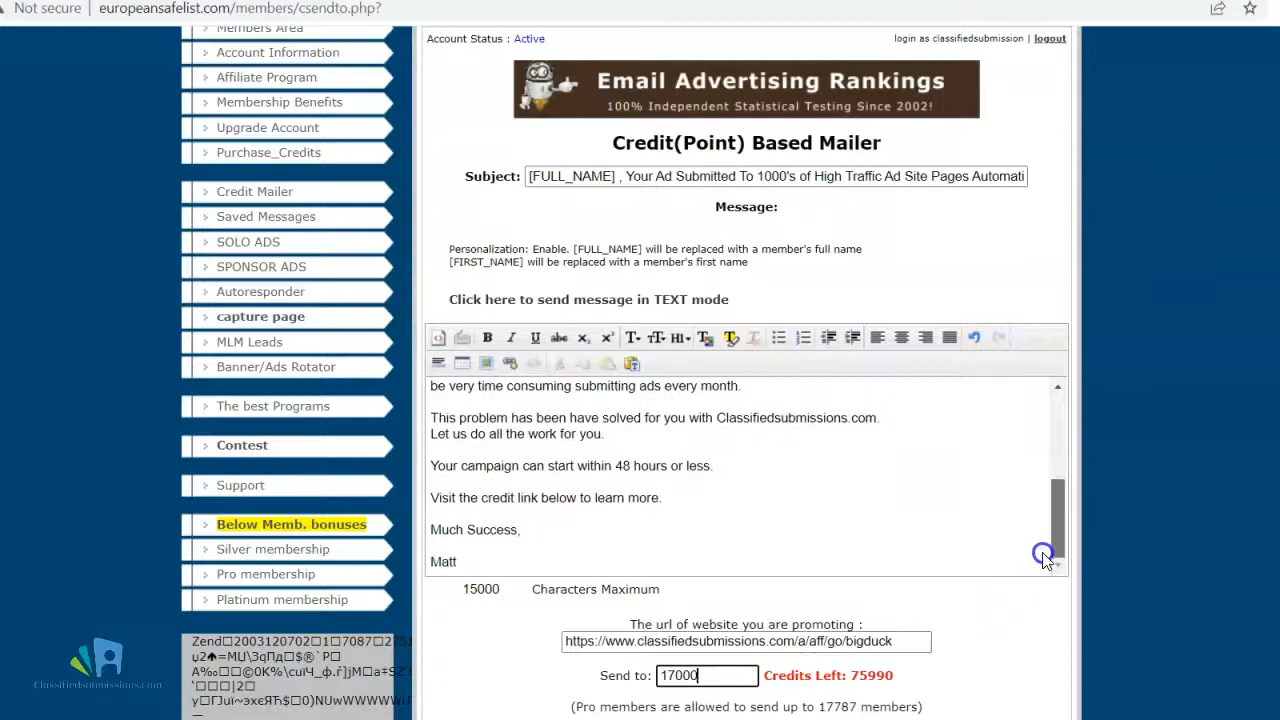 Not secure | europeansafelist.com/members/csendto.php?
Members Area
Account Information
Affiliate Program
Membership Benefits
Upgrade Account
Purchase_Credits
Credit Mailer
Saved Messages
SOLO ADS
SPONSOR ADS
Autoresponder
capture page
MLM Leads
Banner/Ads Rotator
The best Programs
Contest
Support
Below Memb. bonuses
Silver membership
Pro membership
Platinum membership
Classifiedsubmissions.com
Account Status : Active
login as classifiedsubmission | logout
Email Advertising Rankings
100% Independent Statistical Testing Since 2002!
Credit(Point) Based Mailer
Subject: [FULL_NAME] , Your Ad Submitted To 1000's of High Traffic Ad Site Pages Automati
Message:
Personalization: Enable. [FULL_NAME] will be replaced with a member's full name
[FIRST_NAME] will be replaced with a member's first name
Click here to send message in TEXT mode
be very time consuming submitting ads every month.
This problem has been have solved for you with Classifiedsubmissions.com.
Let us do all the work for you.
Your campaign can start within 48 hours or less.
Visit the credit link below to learn more.
Much Success,
Matt
15000 Characters Maximum
The url of website you are promoting :
https://www.classifiedsubmissions.com/a/aff/go/bigduck
Send to: 17000 Credits Left: 75990
(Pro members are allowed to send up to 17787 members)